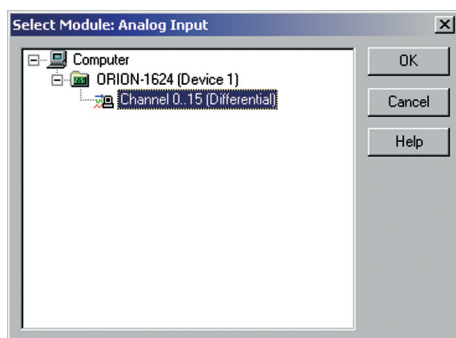 Select Module: Analog Input
Computer
OK
ORION-1624 (Device 1)
Channel 0..15 (Differential)
Cancel
Help